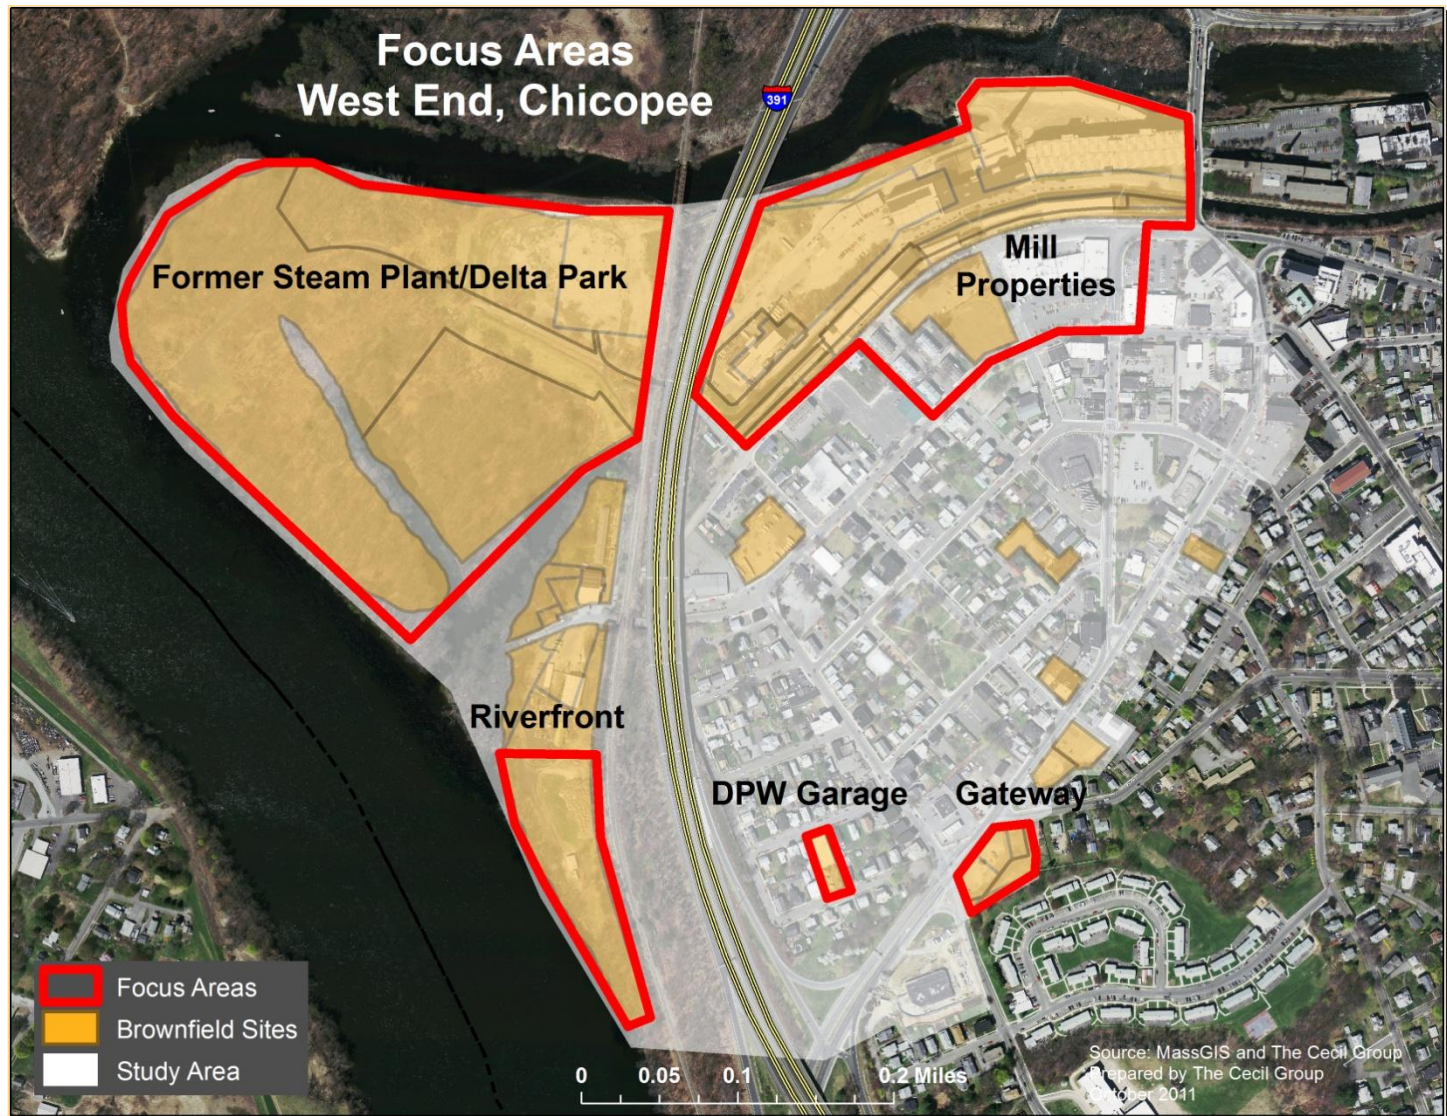 Focus Areas
West End, Chicopee
391
Former Steam Plant/Delta Park
Mill
Properties
Riverfront
DPW Garage
Gateway
Focus Areas
Brownfield Sites
Study Area
0 0.05 0.1 0.2 Miles
Source: MassGIS and The Cecil Group
Prepared by The Cecil Group
October 2011